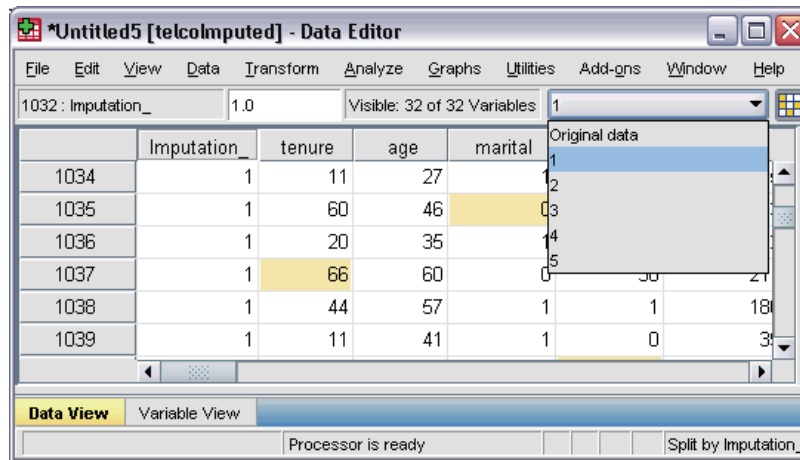 *Untitled5 [telcoImputed] - Data Editor
File Edit View Data Transform Analyze Graphs Utilities Add-ons Window Help
1032 : Imputation_ 1.0 Visible: 32 of 32 Variables 1
Original data
1
2
3
4
5
Imputation_ tenure age marital
1034 1 11 27
1035 1 60 46 0
1036 1 20 35
1037 1 66 60 0
1038 1 44 57 1 1
1039 1 11 41 1 0
Data View Variable View
Processor is ready Split by Imputation_